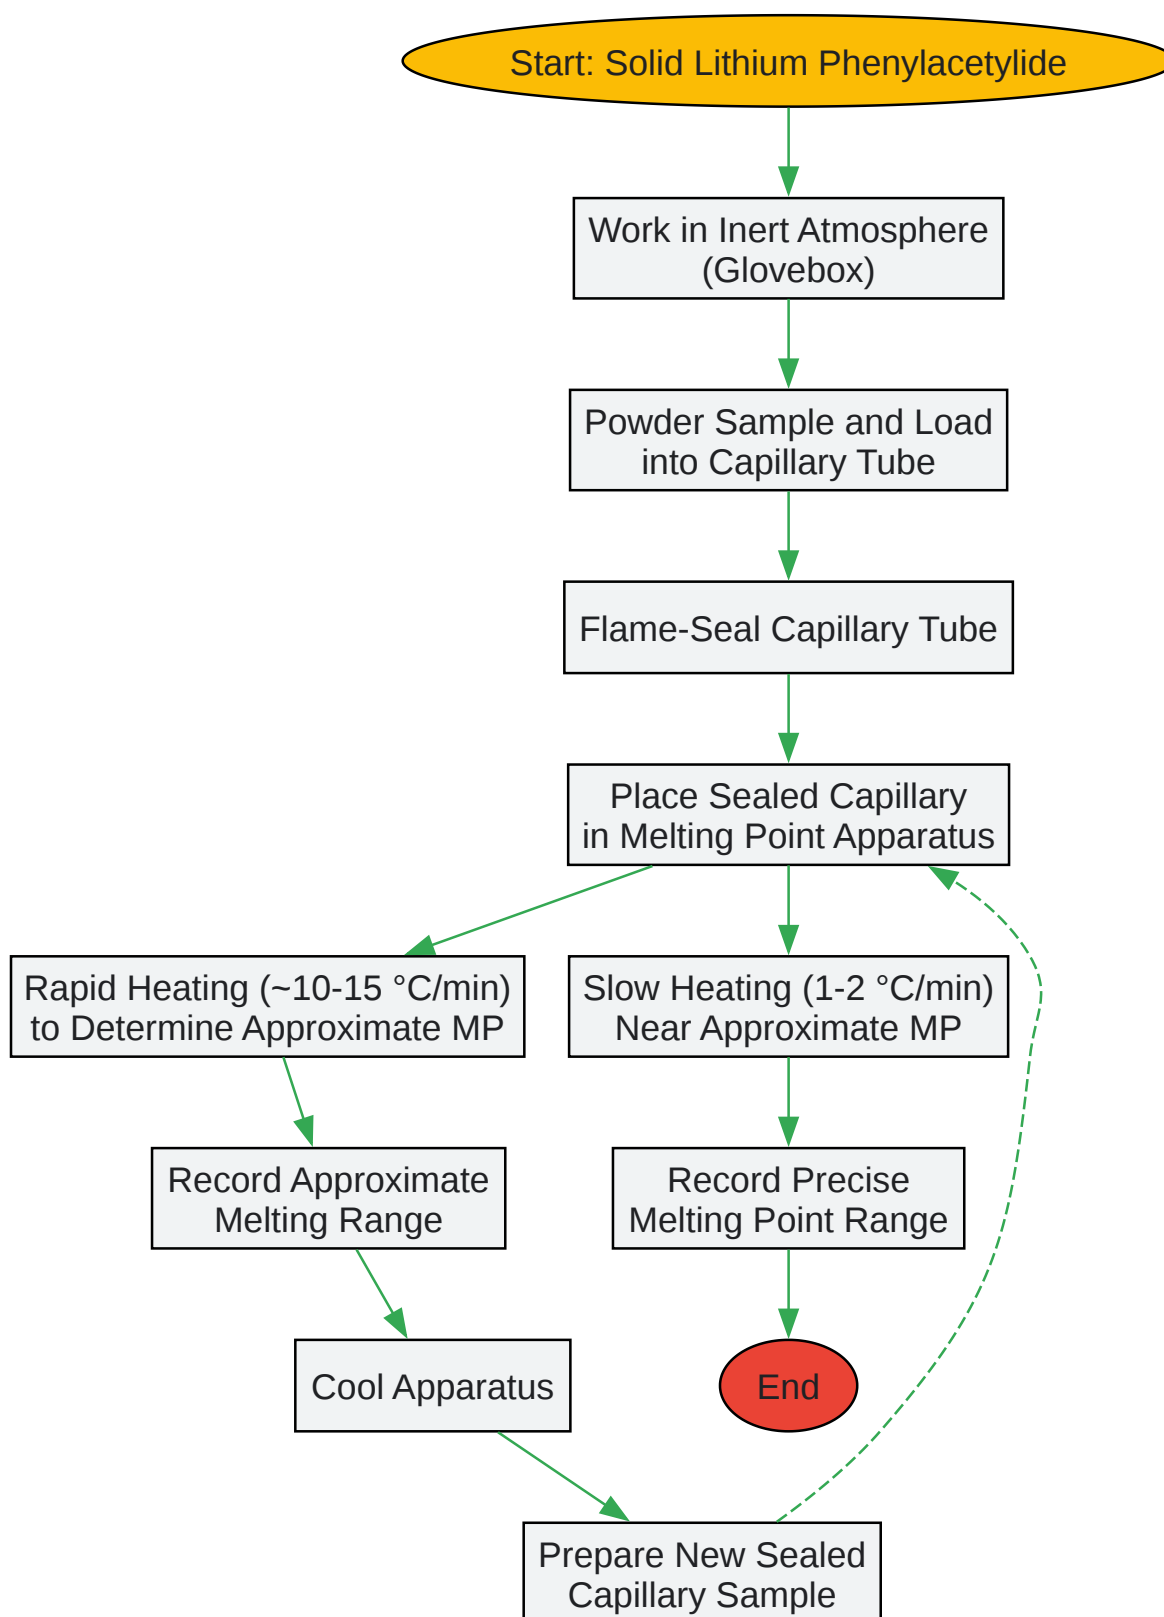 Start: Solid Lithium Phenylacetylide
Work in Inert Atmosphere
(Glovebox)
Powder Sample and Load
into Capillary Tube
Flame-Seal Capillary Tube
Place Sealed Capillary
in Melting Point Apparatus
Rapid Heating (~10-15 °C/min)
to Determine Approximate MP
Slow Heating (1-2 °C/min)
Near Approximate MP
Record Approximate
Melting Range
Record Precise
Melting Point Range
Cool Apparatus
End
Prepare New Sealed
Capillary Sample